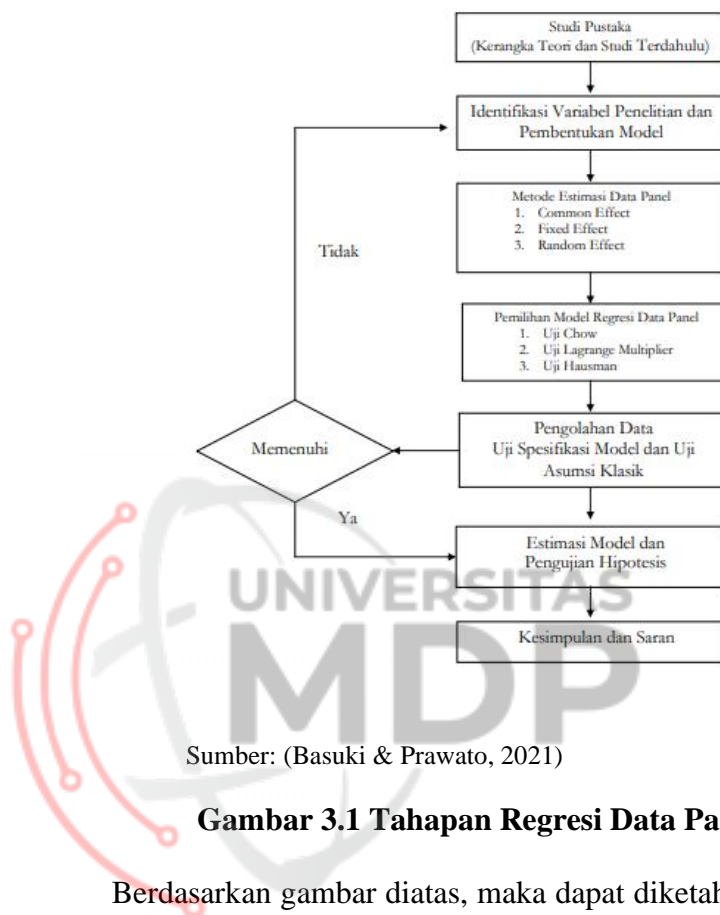 Studi Pustaka
(Kerangka Teori dan Studi Terdahulu)
Identifikasi Variabel Penelitian dan
Pembentukan Model
Metode Estimasi Data Panel
1. Common Effect
2. Fixed Effect
3. Random Effect
Tidak
Pemilihan Model Regresi Data Panel
1. Uji Chow
2. Uji Lagrange Multiplier
3. Uji Hausman
Memenuhi
Pengolahan Data
Uji Spesifikasi Model dan Uji
Asumsi Klasik
Ya
Estimasi Model dan
Pengujian Hipotesis
UNIVERSITAS
MDP
Kesimpulan dan Saran
Sumber: (Basuki & Prawato, 2021)
Gambar 3.1 Tahapan Regresi Data Pa
Berdasarkan gambar diatas, maka dapat diketah